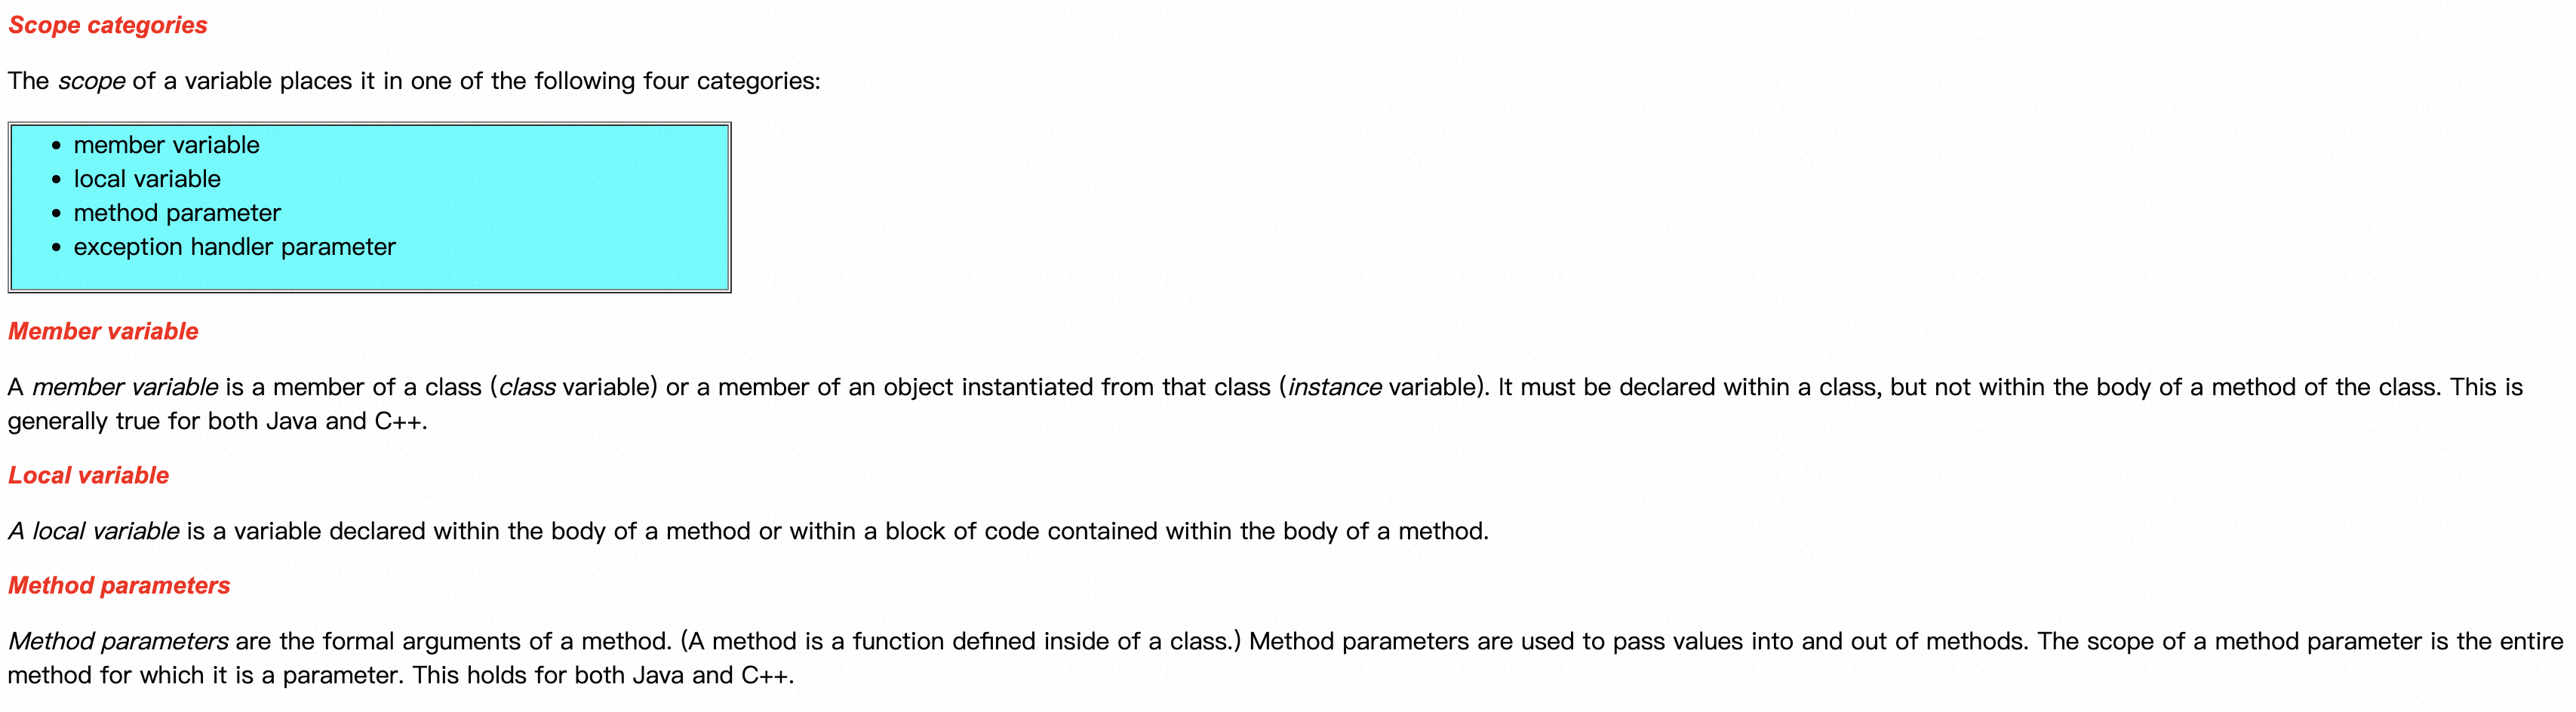 Scope categories
The scope of a variable places it in one of the following four categories:
• member variable
• local variable
• method parameter
• exception handler parameter
Member variable
A member variable is a member of a class (class variable) or a member of an object instantiated from that class (instance variable). It must be declared within a class, but not within the body of a method of the class. This is
generally true for both Java and C++.
Local variable
A local variable is a variable declared within the body of a method or within a block of code contained within the body of a method.
Method parameters
Method parameters are the formal arguments of a method. (A method is a function defined inside of a class.) Method parameters are used to pass values into and out of methods. The scope of a method parameter is the entire
method for which it is a parameter. This holds for both Java and C++.